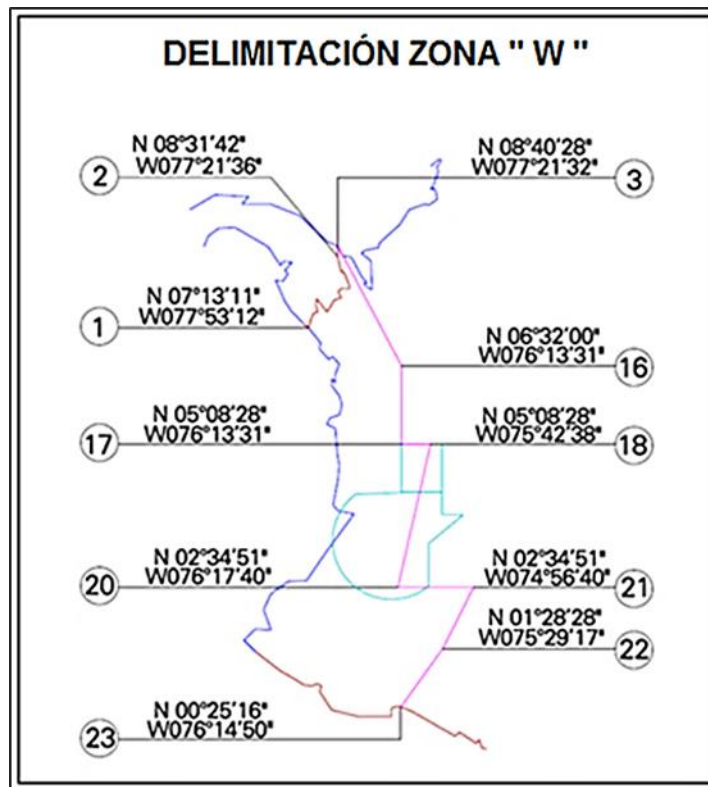 DELIMITACIÓN ZONA " W "
N 08°31'42"
W077°21'36"
2
N 08°40'28"
W077°21'32"
3
N 07°13'11"
W077°53'12"
1
N 06°32'00"
W076°13'31"
16
N 05°08'28"
W076°13'31"
17
N 05°08'28"
W075°42'38"
18
N 02°34'51"
W076°17'40"
20
N 02°34'51"
W074°56'40"
21
N 01°28'28"
W075°29'17"
22
N 00°25'16"
W076°14'50"
23